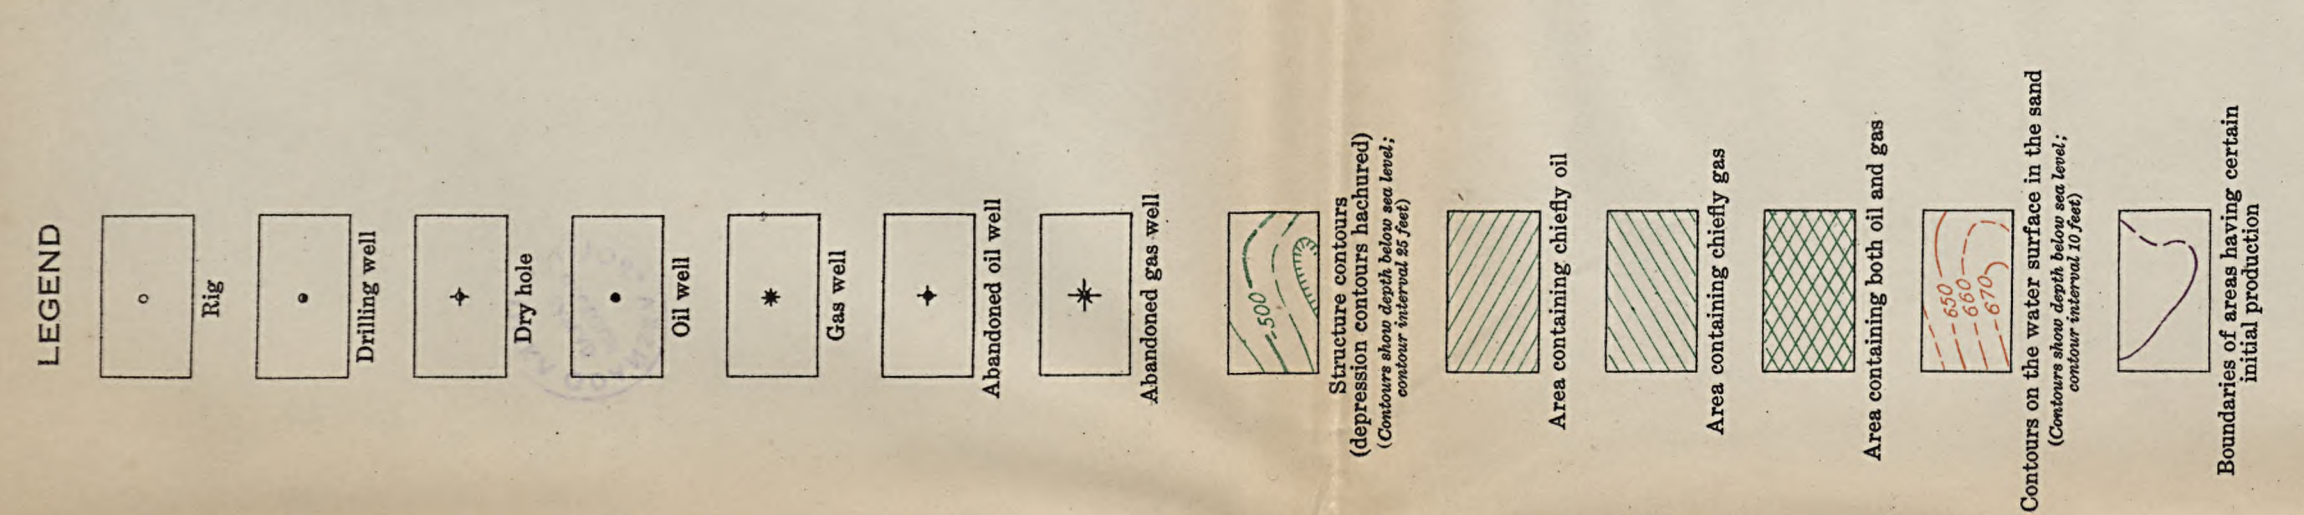 LEGEND
Rig
Drilling well
Dry hole
Oil well
Gas well
Abandoned oil well
Abandoned gas well
500
Structure contours
(depression contours hachured)
(Contours show depth below sea level;
contour interval 25 feet)
Area containing chiefly oil
Area containing chiefly gas
Area containing both oil and gas
650
660
670
Contours on the water surface in the sand
(Contours show depth below sea level;
contour interval 10 feet)
Boundaries of areas having certain
initial production